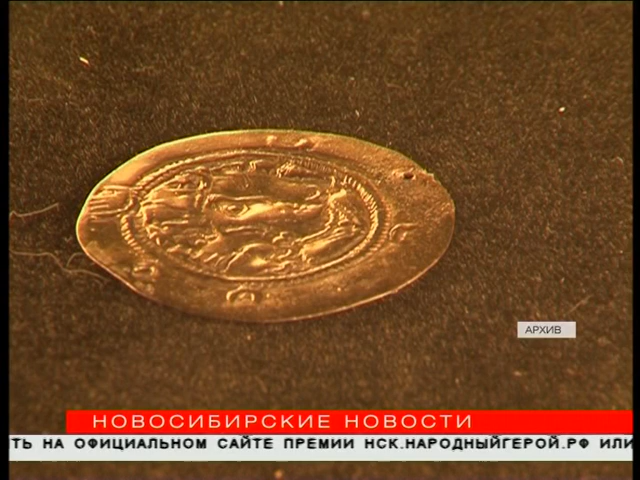 АРХИВ
НОВОСИБИРСКИЕ НОВОСТИ
ТЬ НА ОФИЦИАЛЬНОМ САЙТЕ ПРЕМИИ НСК.НАРОДНЫЙГЕРОЙ.РФ ИЛИ